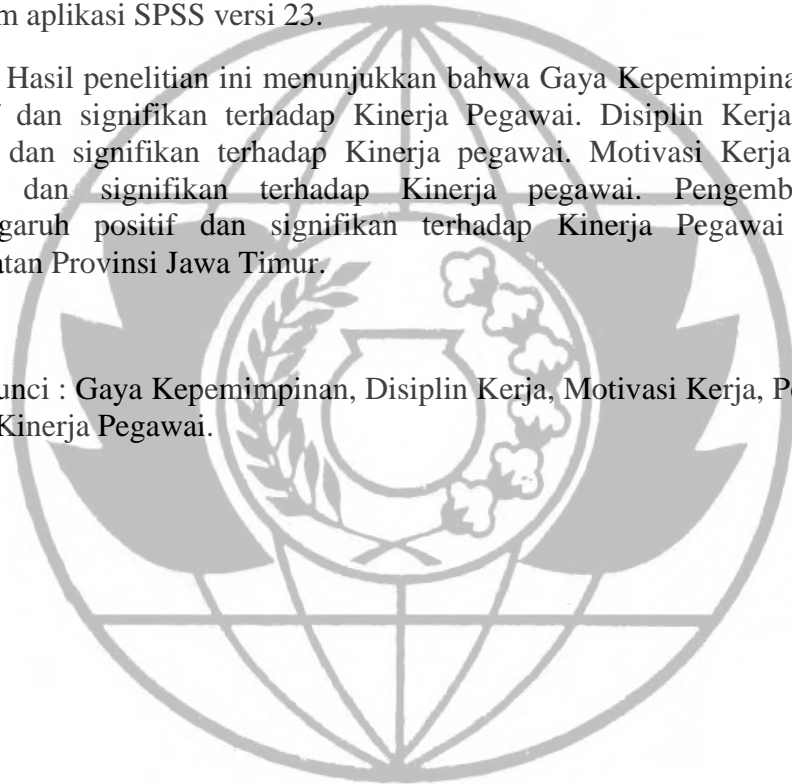 m aplikasi SPSS versi 23.
Hasil penelitian ini menunjukkan bahwa Gaya Kepemimpina
dan signifikan terhadap Kinerja Pegawai. Disiplin Kerja
dan signifikan terhadap Kinerja pegawai. Motivasi Kerja
dan signifikan terhadap Kinerja pegawai. Pengemb
garuh positif dan signifikan terhadap Kinerja Pegawai
atan Provinsi Jawa Timur.
unci : Gaya Kepemimpinan, Disiplin Kerja, Motivasi Kerja, P
Kinerja Pegawai.